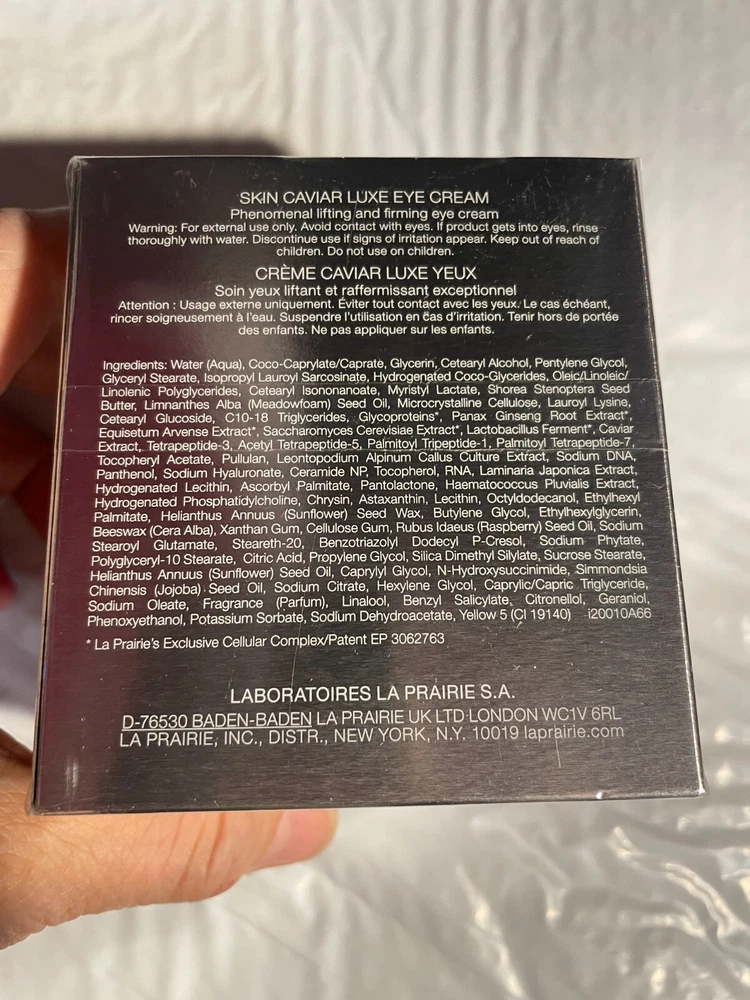 SKIN CAVIAR LUXE EYE CREAM
Phenomenal lifting and firming eye cream
Warning: For external use only. Avoid contact with eyes. If product gets into eyes, rinse
thoroughly with water. Discontinue use if signs of irritation appear. Keep out of reach of
children. Do not use on children.
CRÈME CAVIAR LUXE YEUX
Soin yeux liftant et raffermissant exceptionnel
Attention : Usage externe uniquement. Éviter tout contact avec les yeux. Le cas échéant,
rincer soigneusement à l'eau. Suspendre l'utilisation en cas d'irritation. Tenir hors de portée
des enfants. Ne pas appliquer sur les enfants.
Ingredients: Water (Aqua), Coco-Caprylate/Caprate, Glycerin, Cetearyl Alcohol, Pentylene Glycol,
Glyceryl Stearate, Isopropyl Lauroyl Sarcosinate, Hydrogenated Coco-Glycerides, Oleic/Linoleic/
Linolenic Polyglycerides, Cetearyl Isononanoate, Myristyl Lactate, Shorea Stenoptera Seed
Butter, Limnanthes Alba (Meadowfoam) Seed Oil, Microcrystalline Cellulose, Lauroyl Lysine,
Cetearyl Glucoside, C10-18 Triglycerides, Glycoproteins*, Panax Ginseng Root Extract*,
Equisetum Arvense Extract*, Saccharomyces Cerevisiae Extract*, Lactobacillus Ferment*, Caviar
Extract, Tetrapeptide-3, Acetyl Tetrapeptide-5, Palmitoyl Tripeptide-1, Palmitoyl Tetrapeptide-7,
Tocopheryl Acetate, Pullulan, Leontopodium Alpinum Callus Culture Extract, Sodium DNA,
Panthenol, Sodium Hyaluronate, Ceramide NP, Tocopherol, RNA, Laminaria Japonica Extract,
Hydrogenated Lecithin, Ascorbyl Palmitate, Pantolactone, Haematococcus Pluvialis Extract,
Hydrogenated Phosphatidylcholine, Chrysin, Astaxanthin, Lecithin, Octyldodecanol, Ethylhexyl
Palmitate, Helianthus Annuus (Sunflower) Seed Wax, Butylene Glycol, Ethylhexylglycerin,
Beeswax (Cera Alba), Xanthan Gum, Cellulose Gum, Rubus Idaeus (Raspberry) Seed Oil, Sodium
Stearoyl Glutamate, Steareth-20, Benzotriazolyl Dodecyl P-Cresol, Sodium Phytate,
Polyglyceryl-10 Stearate, Citric Acid, Propylene Glycol, Silica Dimethyl Silylate, Sucrose Stearate,
Helianthus Annuus (Sunflower) Seed Oil, Caprylyl Glycol, N-Hydroxysuccinimide, Simmondsia
Chinensis (Jojoba) Seed Oil, Sodium Citrate, Hexylene Glycol, Caprylic/Capric Triglyceride,
Sodium Oleate, Fragrance (Parfum), Linalool, Benzyl Salicylate, Citronellol, Geraniol,
Phenoxyethanol, Potassium Sorbate, Sodium Dehydroacetate, Yellow 5 (CI 19140) i20010A66
* La Prairie's Exclusive Cellular Complex/Patent EP 3062763
LABORATOIRES LA PRAIRIE S.A.
D-76530 BADEN-BADEN LA PRAIRIE UK LTD LONDON WC1V 6RL
LA PRAIRIE, INC., DISTR., NEW YORK, N.Y. 10019 laprairie.com